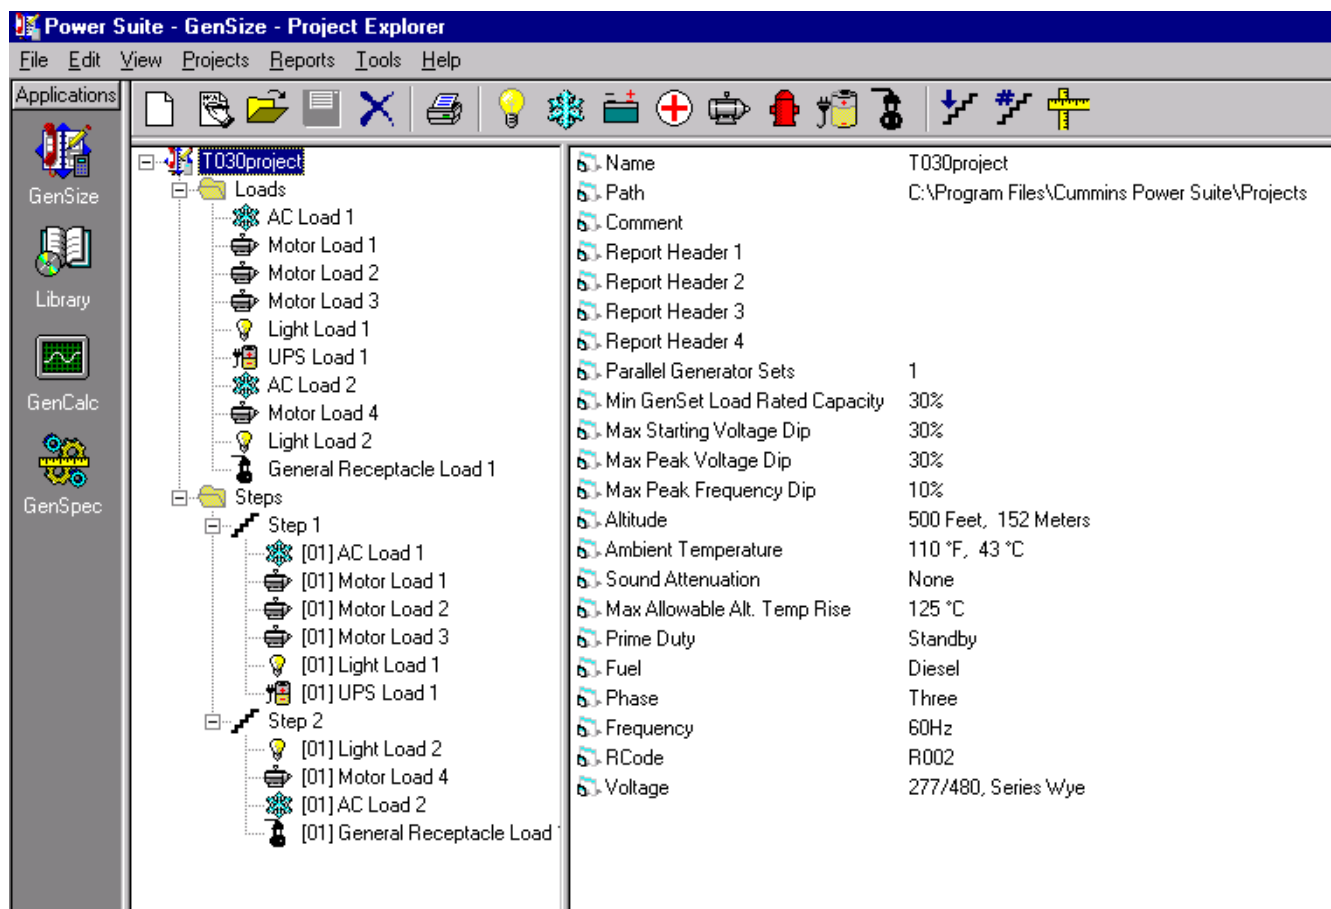 Power Suite - GenSize - Project Explorer
File Edit View Projects Reports Tools Help
Applications
GenSize
Library
GenCalc
GenSpec
T030project
Loads
AC Load 1
Motor Load 1
Motor Load 2
Motor Load 3
Light Load 1
UPS Load 1
AC Load 2
Motor Load 4
Light Load 2
General Receptacle Load 1
Steps
Step 1
[01] AC Load 1
[01] Motor Load 1
[01] Motor Load 2
[01] Motor Load 3
[01] Light Load 1
[01] UPS Load 1
Step 2
[01] Light Load 2
[01] Motor Load 4
[01] AC Load 2
[01] General Receptacle Load
Name T030project
Path C:\Program Files\Cummins Power Suite\Projects
Comment
Report Header 1
Report Header 2
Report Header 3
Report Header 4
Parallel Generator Sets 1
Min GenSet Load Rated Capacity 30%
Max Starting Voltage Dip 30%
Max Peak Voltage Dip 30%
Max Peak Frequency Dip 10%
Altitude 500 Feet, 152 Meters
Ambient Temperature 110 °F, 43 °C
Sound Attenuation None
Max Allowable Alt. Temp Rise 125 °C
Prime Duty Standby
Fuel Diesel
Phase Three
Frequency 60Hz
RCode R002
Voltage 277/480, Series Wye